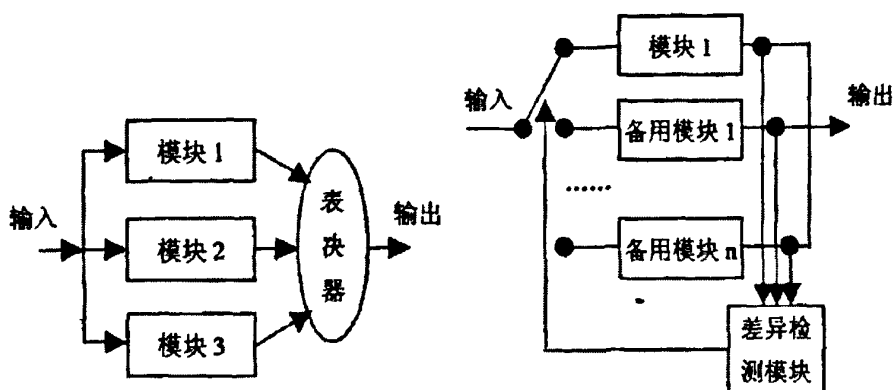 输入
模块 1
模块 2
模块 3
表决器
输出
输入
模块 1
备用模块 1
……
备用模块 n
输出
差异检
测模块